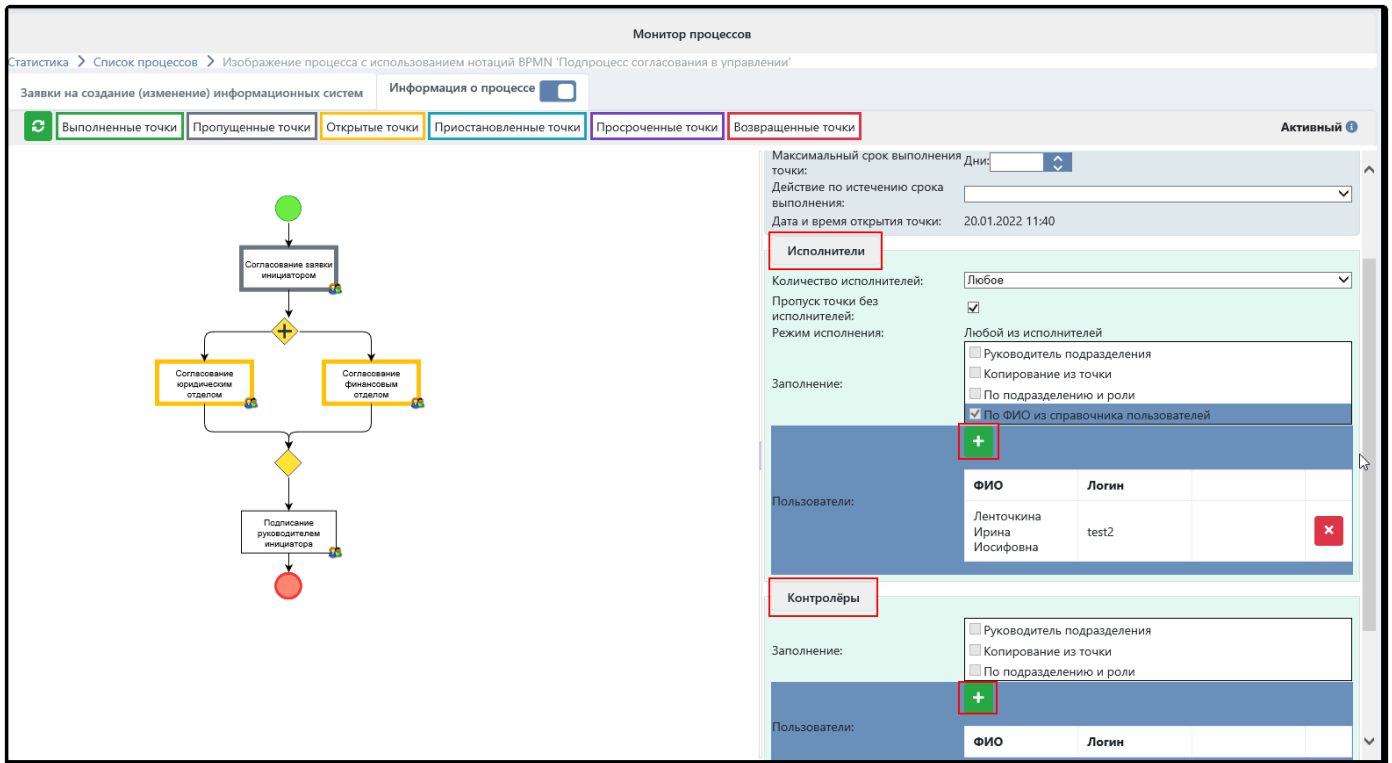 Монитор процессов
Статистика > Список процессов > Изображение процесса с использованием нотаций BPMN 'Подпроцесс согласования в управлении'
Заявки на создание (изменение) информационных систем
Информация о процессе
Выполненные точки
Пропущенные точки
Открытые точки
Приостановленные точки
Просроченные точки
Возвращенные точки
Активный
Согласование заявки
инициатором
Согласование
юридическим
отделом
Согласование
финансовым
отделом
Подписание
руководителем
инициатора
Максимальный срок выполнения
точки:
Дни:
Действие по истечению срока
выполнения:
Дата и время открытия точки: 20.01.2022 11:40
Исполнители
Количество исполнителей: Любое
Пропуск точки без
исполнителей:
Режим исполнения: Любой из исполнителей
Заполнение:
Руководитель подразделения
Копирование из точки
По подразделению и роли
По ФИО из справочника пользователей
Пользователи:
ФИО Логин
Ленточкина
Ирина
Иосифовна
test2
Контролёры
Заполнение:
Руководитель подразделения
Копирование из точки
По подразделению и роли
Пользователи:
ФИО Логин